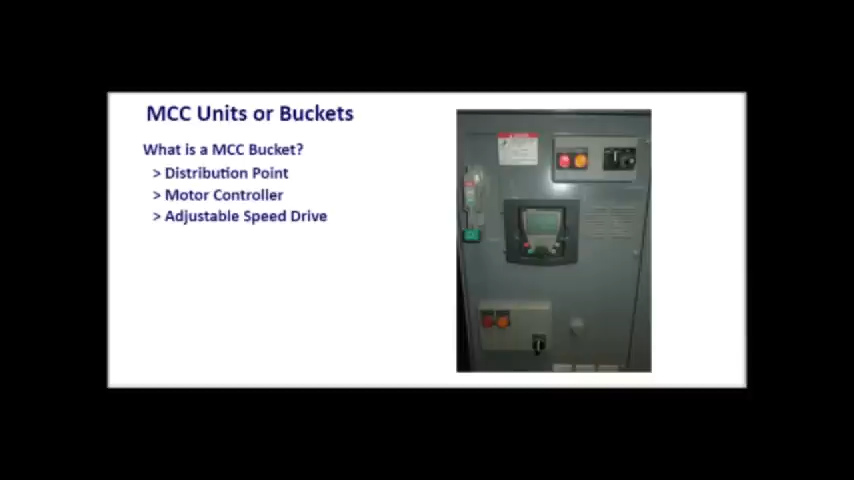 MCC Units or Buckets
What is a MCC Bucket?
> Distribution Point
> Motor Controller
> Adjustable Speed Drive